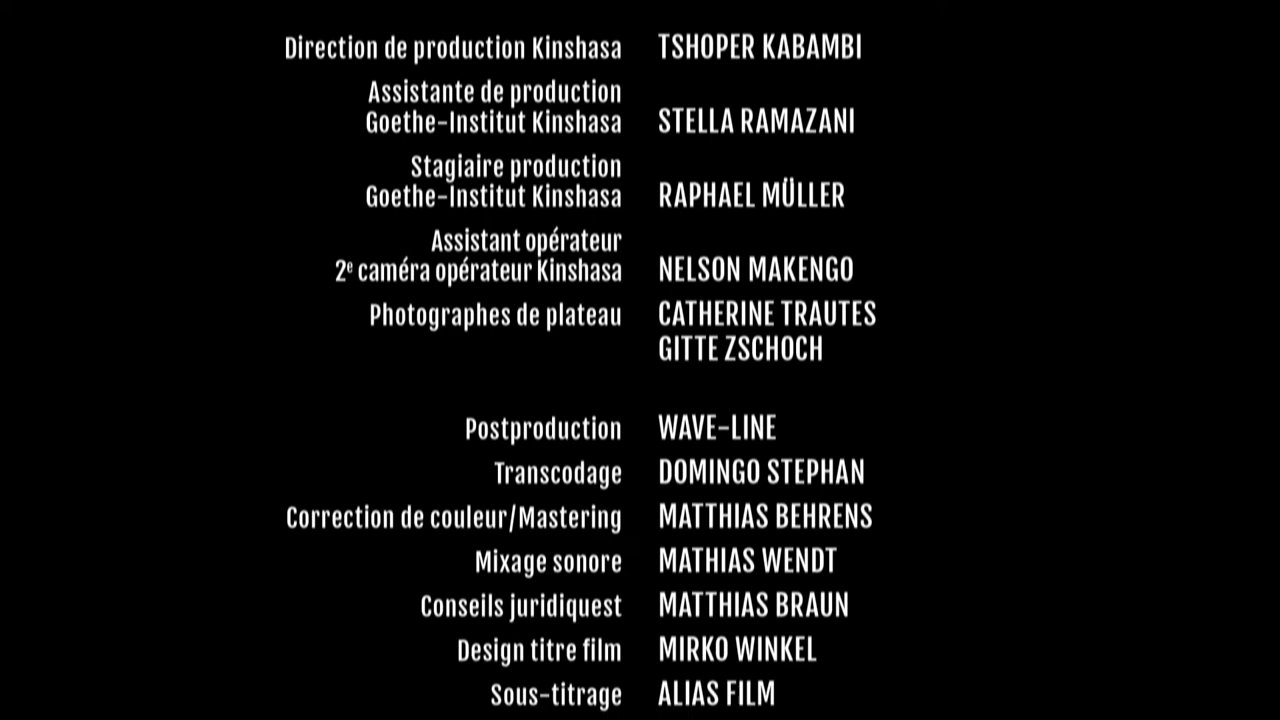 Direction de production Kinshasa TSHOPER KABAMBI
Assistante de production
Goethe-Institut Kinshasa STELLA RAMAZANI
Stagiaire production
Goethe-Institut Kinshasa RAPHAEL MÜLLER
Assistant opérateur
2e caméra opérateur Kinshasa NELSON MAKENGO
Photographes de plateau CATHERINE TRAUTES
GITTE ZSCHOCH
Postproduction WAVE-LINE
Transcodage DOMINGO STEPHAN
Correction de couleur/Mastering MATTHIAS BEHRENS
Mixage sonore MATHIAS WENDT
Conseils juridiquest MATTHIAS BRAUN
Design titre film MIRKO WINKEL
Sous-titrage ALIAS FILM